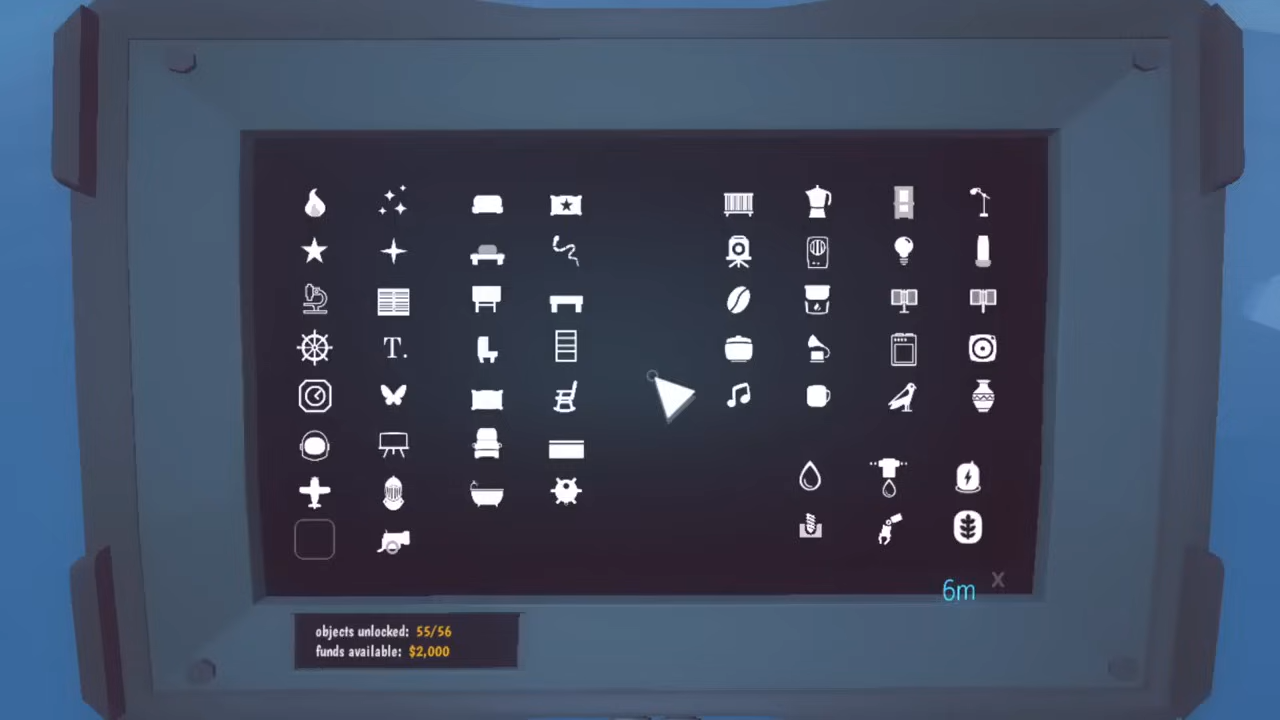 T.
6m
X
objects unlocked: 55/56
funds available: $2,000